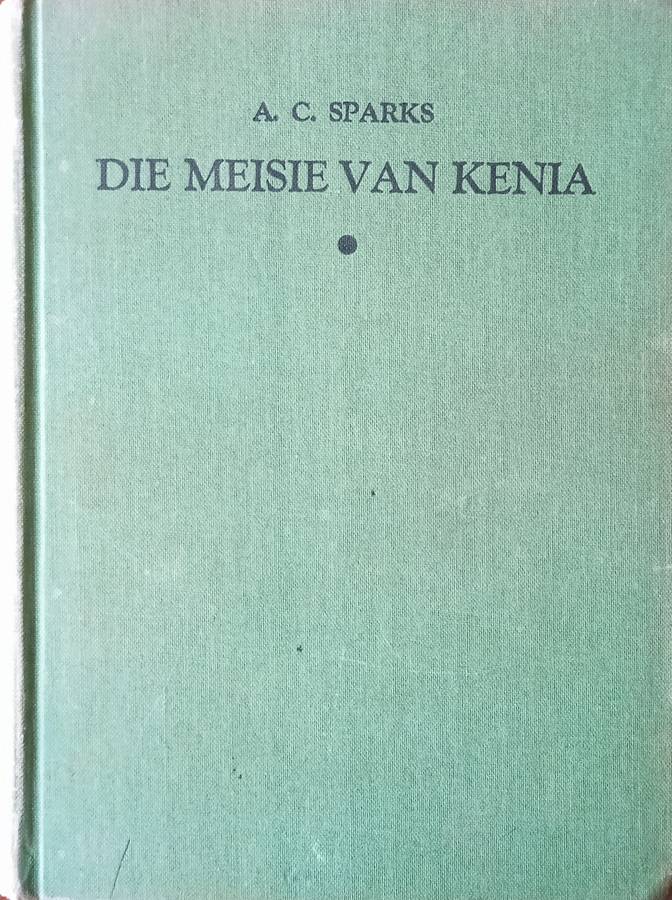 A. C. SPARKS
DIE MEISIE VAN KENIA